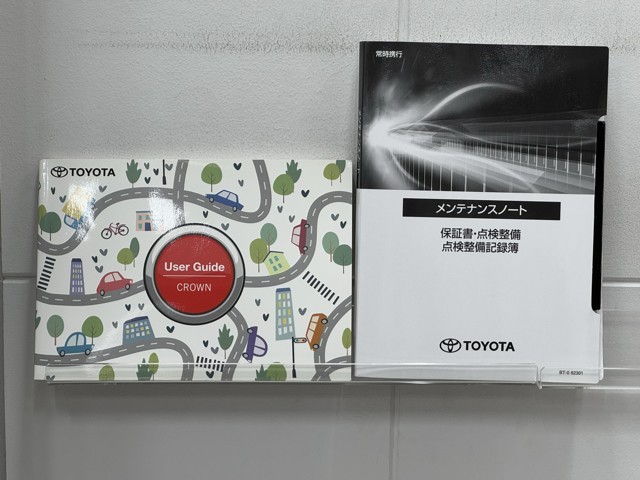 TOYOTA
User Guide
CROWN
常時携行
メンテナンスノート
保証書・点検整備
点検整備記録簿
TOYOTA